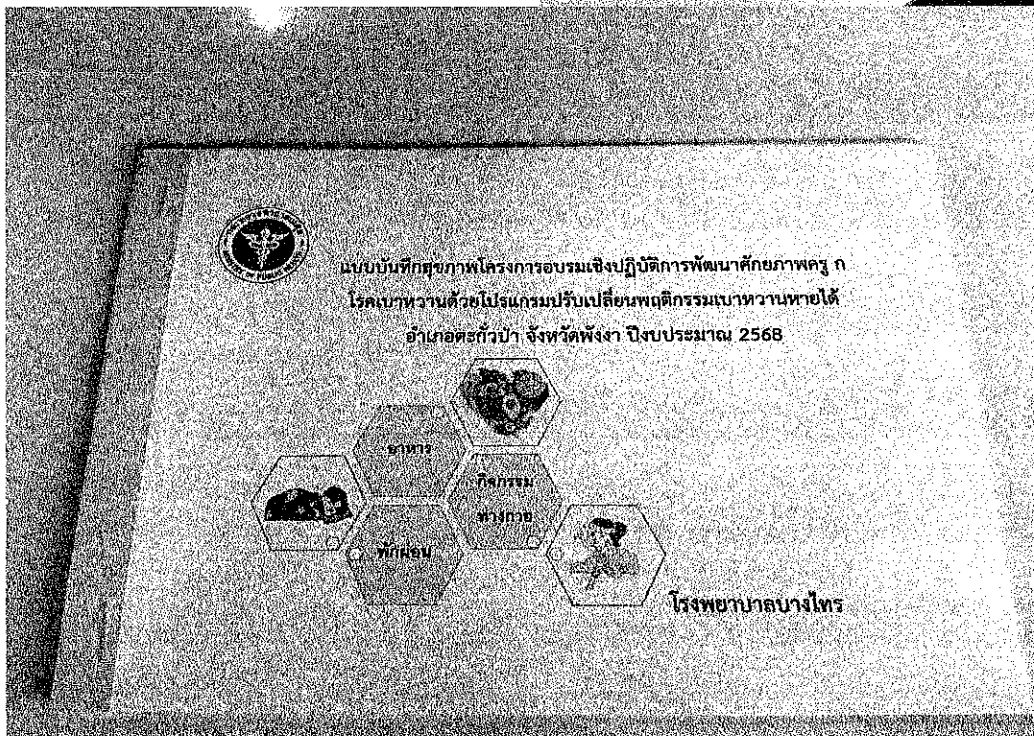 แบบบันทึกสุขภาพโครงการอบรมเชิงปฏิบัติการพัฒนาศักยภาพครู ก
โรคเบาหวานด้วยโปรแกรมปรับเปลี่ยนพฤติกรรมเบาหวานหายได้
อำเภอตะกั่วป่า จังหวัดพังงา ปีงบประมาณ 2568
อาหาร
กิจกรรม
ทางกาย
พักผ่อน
โรงพยาบาลบางไทร